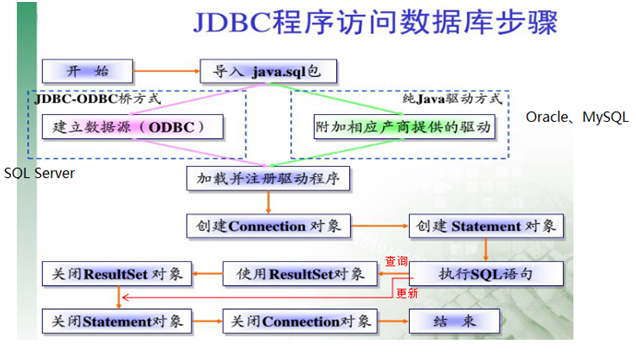 JDBC程序访问数据库步骤
开 始
导入 java.sql包
JDBC-ODBC桥方式
纯Java驱动方式
建立数据源（ODBC）
附加相应产商提供的驱动
Oracle、MySQL
SQL Server
加载并注册驱动程序
创建Connection 对象
创建 Statement 对象
查询
关闭ResultSet 对象
使用ResultSet对象
执行SQL语句
更新
关闭Statement对象
关闭Connection对象
结 束